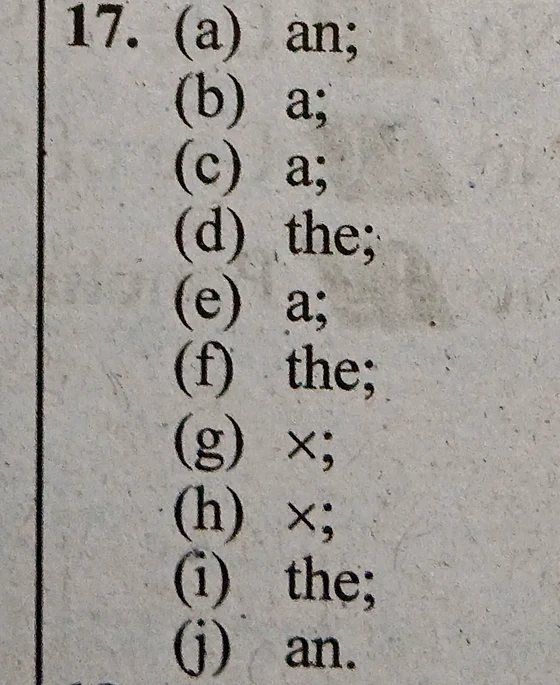 17. (a) an;
(b) a;
(c) a;
(d) the;
(e) a;
(f) the;
(g) ×;
(h) ×;
(i) the;
(j) an.